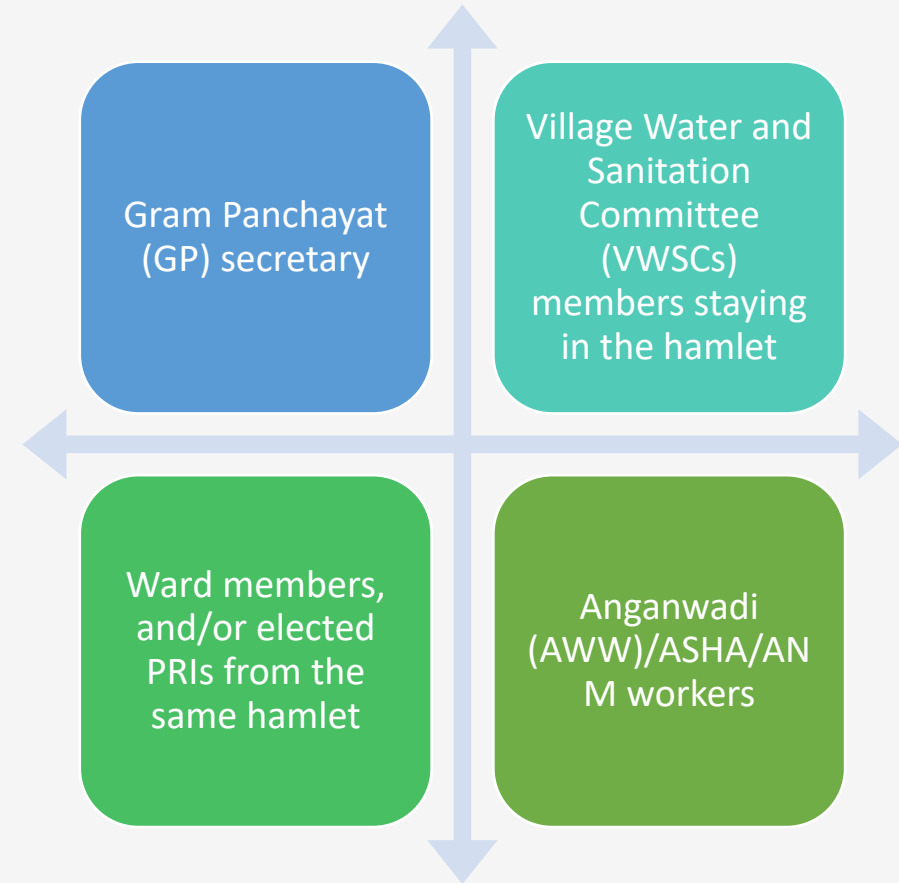 Gram Panchayat
(GP) secretary
Village Water and
Sanitation
Committee
(VWSCs)
members staying
in the hamlet
Ward members,
and/or elected
PRIs from the
same hamlet
Anganwadi
(AWW)/ASHA/AN
M workers